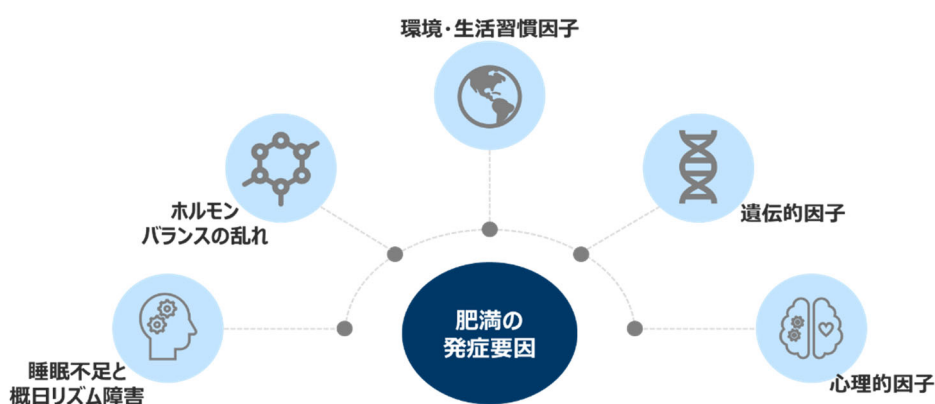 環境・生活習慣因子
ホルモン
バランスの乱れ
遺伝的因子
肥満の
発症要因
睡眠不足と
概日リズム障害
心理的因子